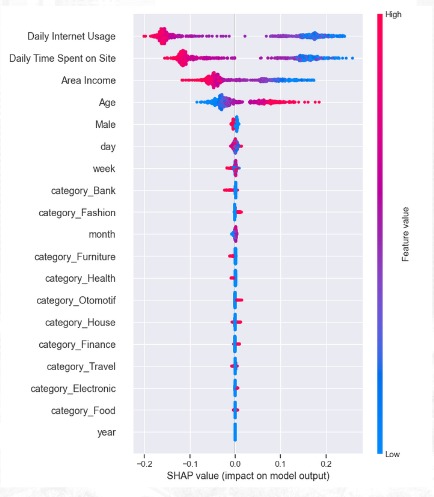 High
Daily Internet Usage
Daily Time Spent on Site
Area Income
Age
Male
day
week
category_Bank
category_Fashion
month
category_Furniture
category_Health
category_Otomotif
category_House
category_Finance
category_Travel
category_Electronic
category_Food
year
Feature value
Low
−0.2 −0.1 0.0 0.1 0.2
SHAP value (impact on model output)